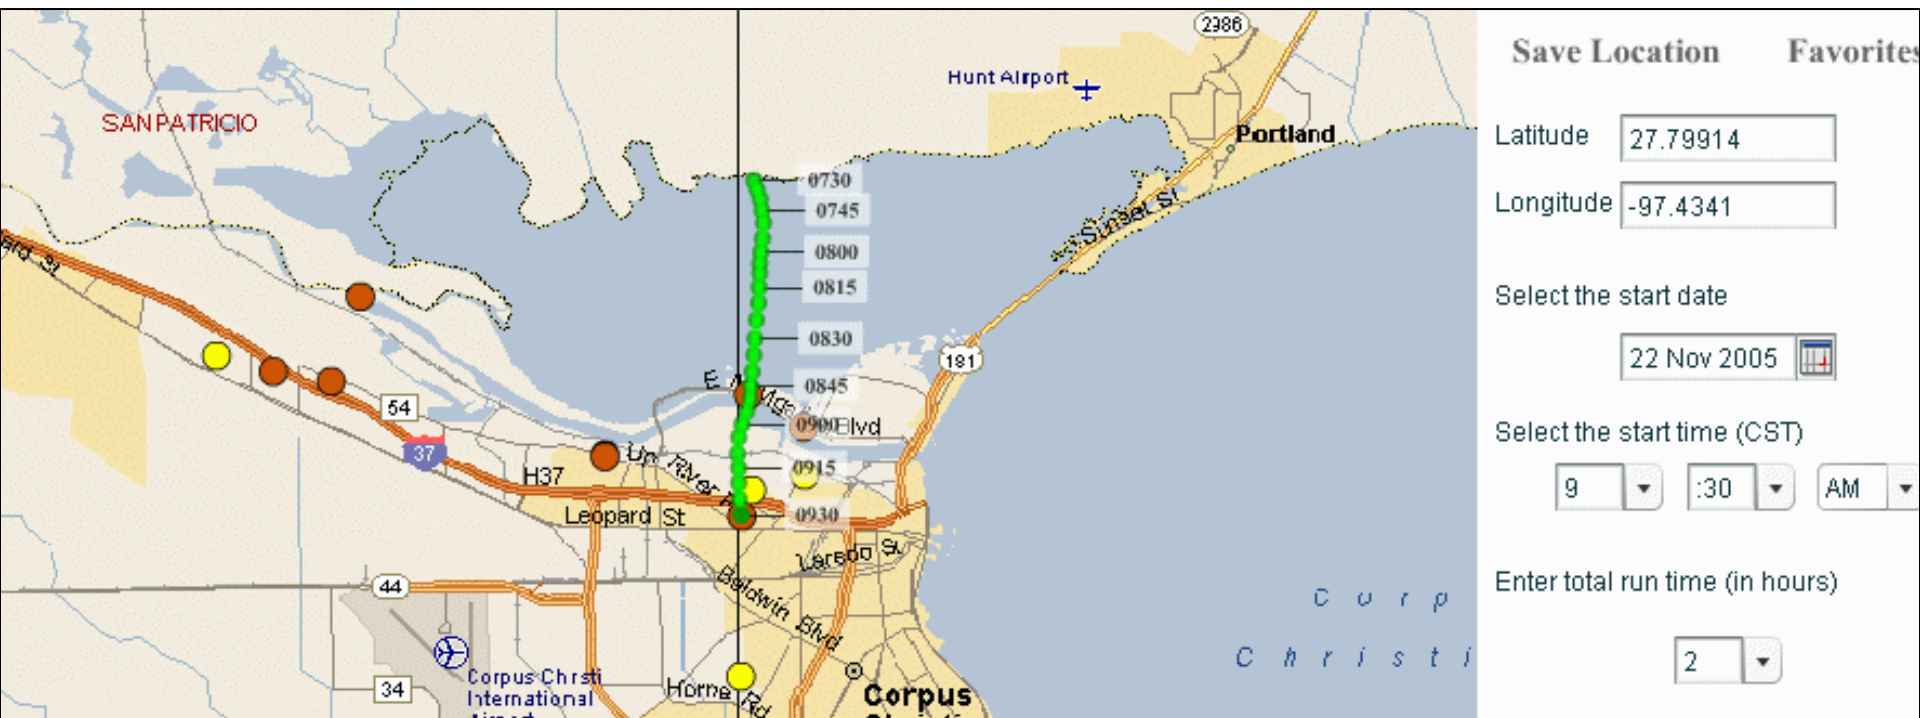 2986
Save Location
Favorites
Hunt Airport
SAN PATRICIO
Portland
Latitude
27.79914
0730
Sunset St
Longitude
-97.4341
0745
0800
0815
Select the start date
0830
181
22 Nov 2005
0845
54
0900
Blvd
Select the start time (CST)
37
Up River
0915
H37
9
:30
AM
Leopard St
0930
Laredo St
44
Baldwin Blvd
Enter total run time (in hours)
C o r p
C h r i s t i
2
Corpus Christi
International
Airport
34
Horne Rd
Corpus